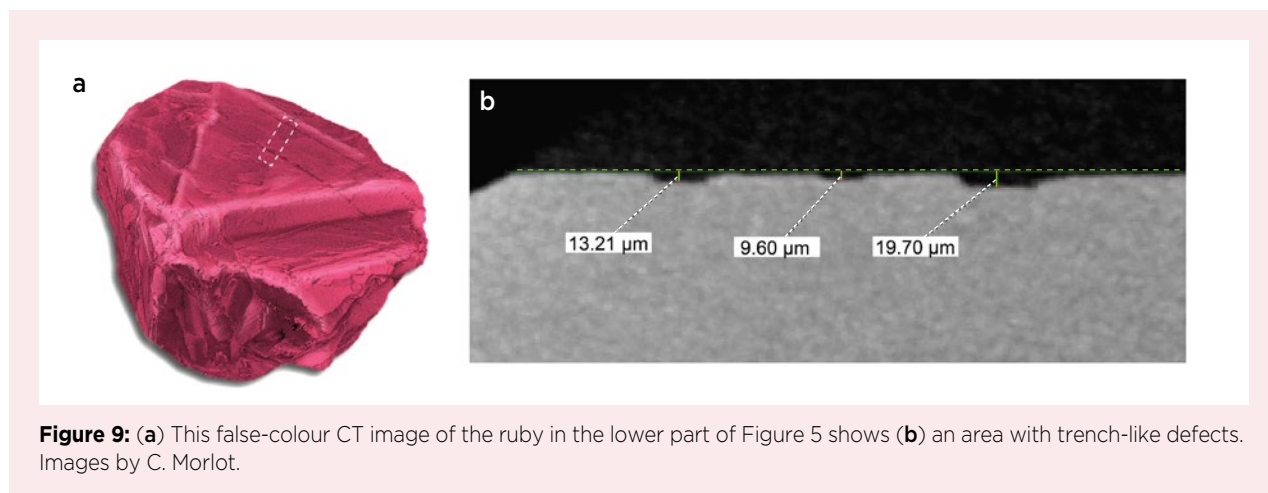 a
b
13.21 µm
9.60 µm
19.70 µm
Figure 9: (a) This false-colour CT image of the ruby in the lower part of Figure 5 shows (b) an area with trench-like defects.
Images by C. Morlot.